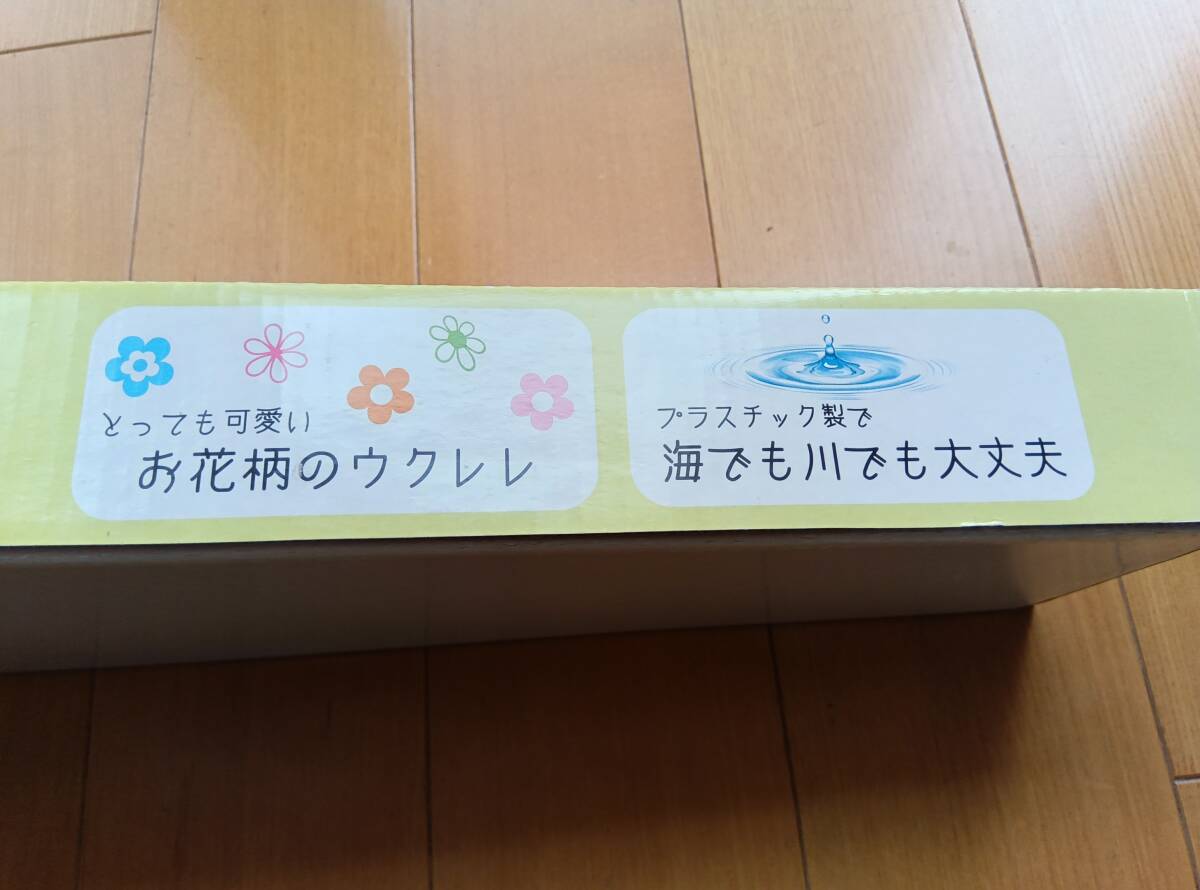 とっても可愛い
お花柄のウクレレ
プラスチック製で
海でも川でも大丈夫